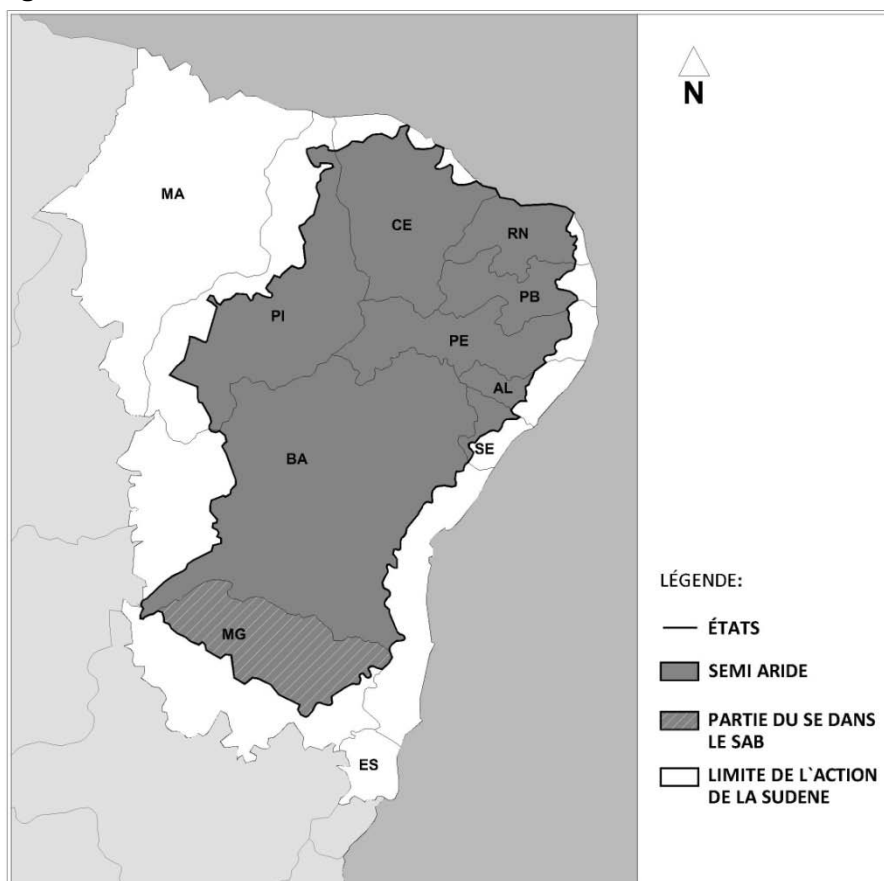 N
MA
CE
RN
PB
PI
PE
AL
BA
SE
MG
ES
LÉGENDE:
ÉTATS
SEMI ARIDE
PARTIE DU SE DANS
LE SAB
LIMITE DE L`ACTION
DE LA SUDENE